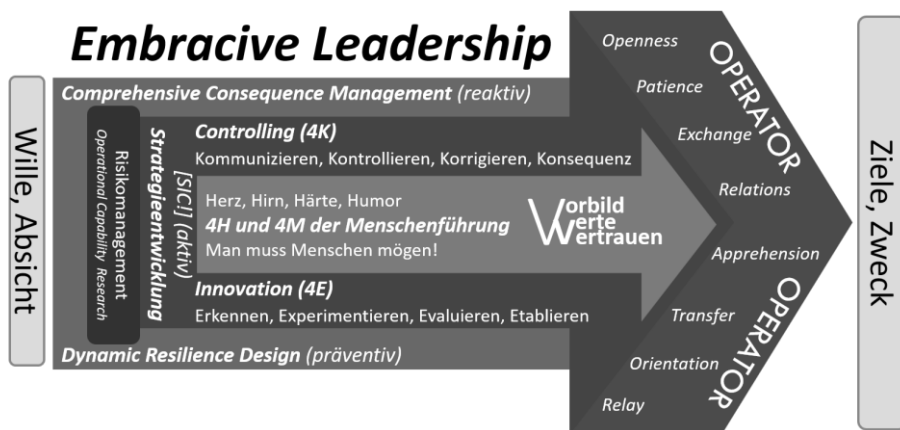 Embracive Leadership
Wille, Absicht
Comprehensive Consequence Management (reaktiv)
Risikomanagement
Operational Capability Research
Strategieentwicklung
[SIC!] (aktiv)
Controlling (4K)
Kommunizieren, Kontrollieren, Korrigieren, Konsequenz
Herz, Hirn, Härte, Humor
4H und 4M der Menschenführung
Man muss Menschen mögen!
Vorbild
Werte
Vertrauen
Innovation (4E)
Erkennen, Experimentieren, Evaluieren, Etablieren
Dynamic Resilience Design (präventiv)
Openness
Patience
Exchange
Relations
Apprehension
Transfer
Orientation
Relay
OPERATOR
OPERATOR
Ziele, Zweck